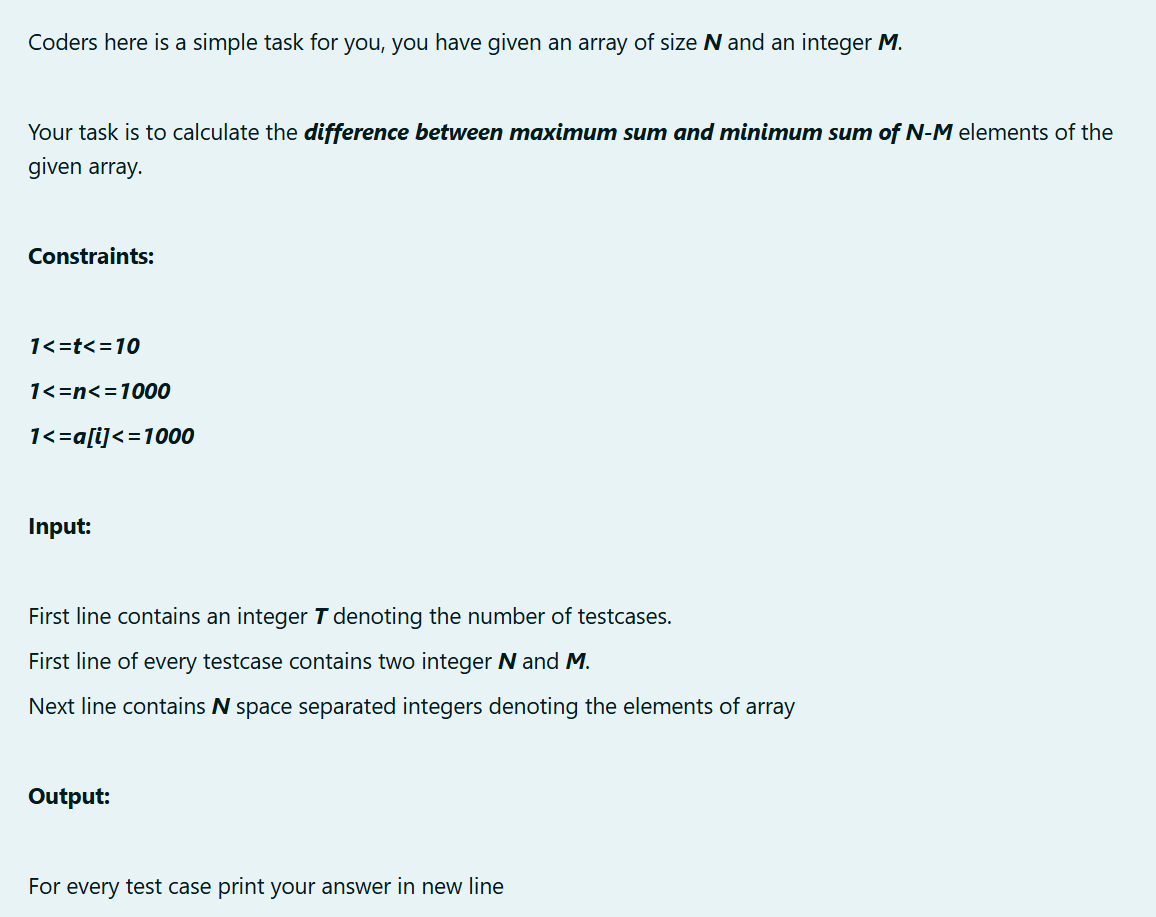 Coders here is a simple task for you, you have given an array of size N and an integer M.
Your task is to calculate the difference between maximum sum and minimum sum of N-M elements of the
given array.
Constraints:
1<=t<=10
1<=n<=1000
1<=a[i]<=1000
Input:
First line contains an integer T denoting the number of testcases.
First line of every testcase contains two integer N and M.
Next line contains N space separated integers denoting the elements of array
Output:
For every test case print your answer in new line